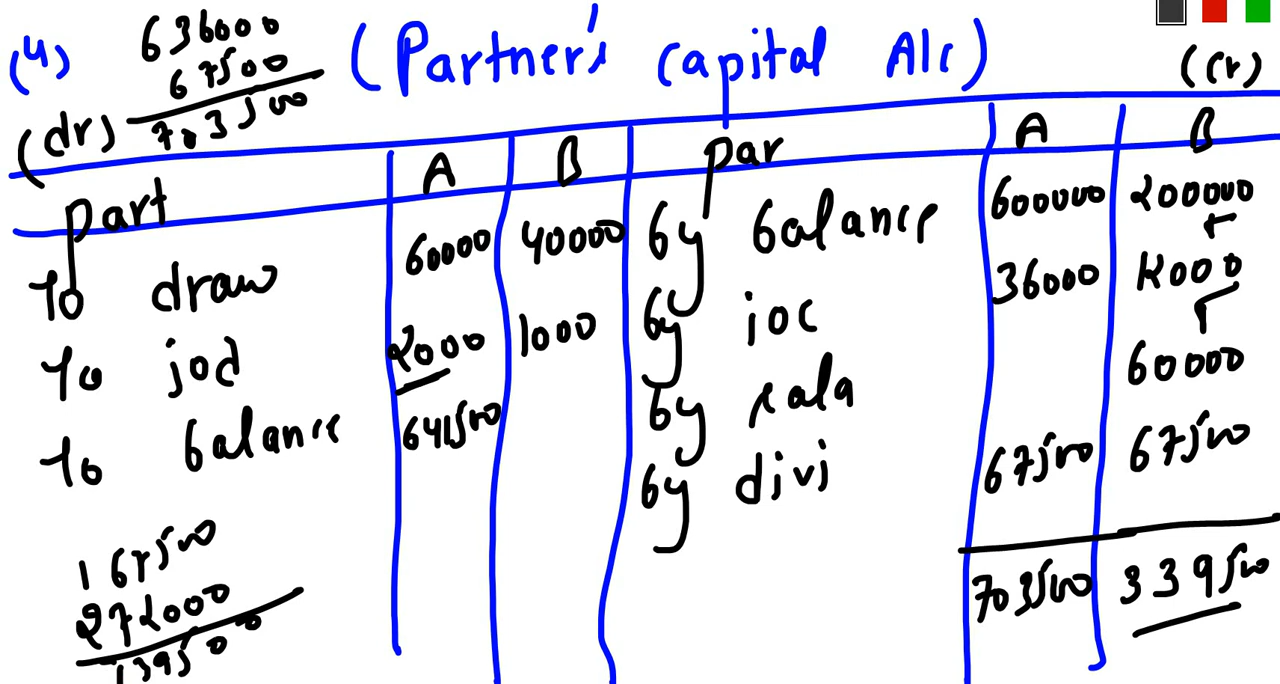 (4) 636000 (Partner's capital A/c) (cr)
67500
(dr) 703500
Part A B par A B
To draw 60000 40000 By balance 600000 200000
To iod 2000 1000 By ioc 36000 12000
To balance 641500 By sala 60000
By divi 67500 67500
167500
272000 703500 339500